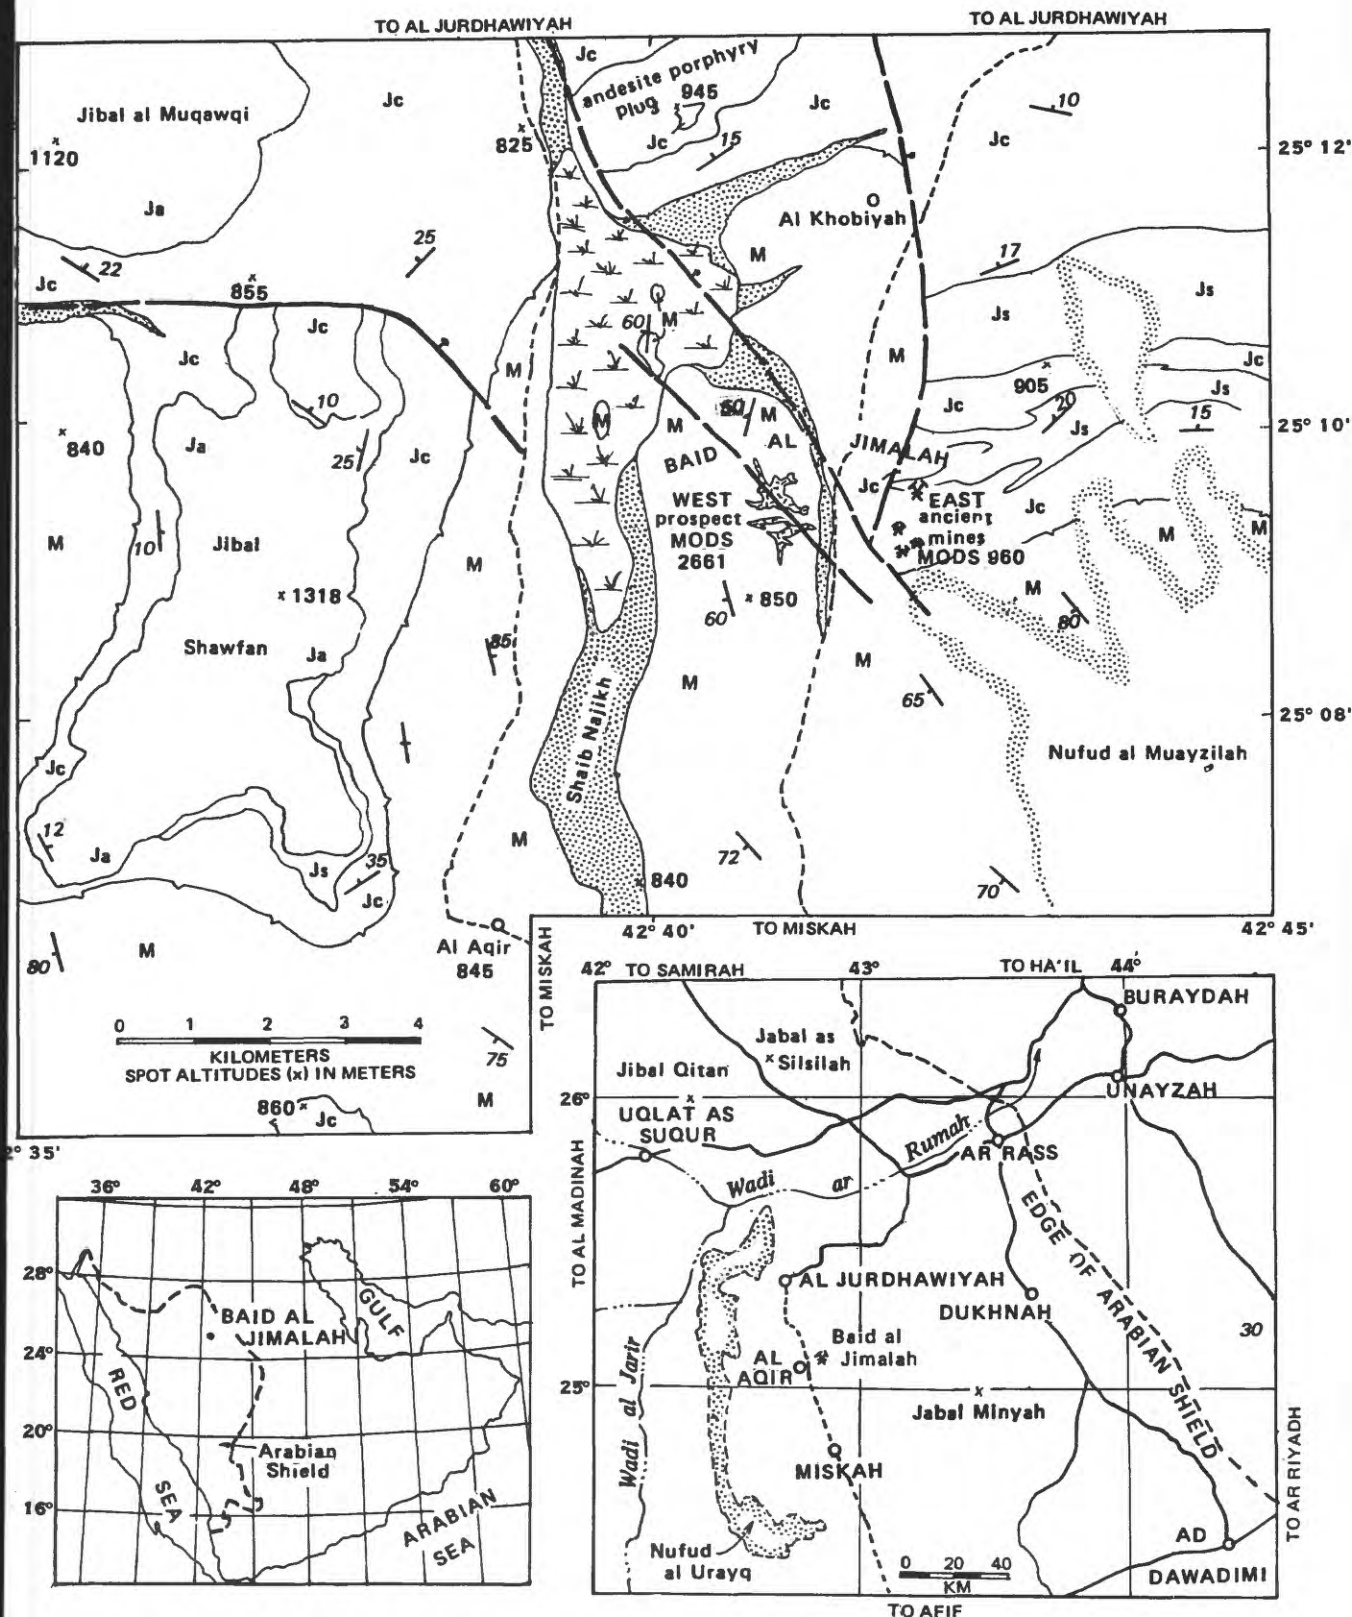 TO AL JURDHAWIYAH
TO AL JURDHAWIYAH
Jibal al Muqawqi
1120
Ja
Jc
825
Jc
andesite porphyry
plug
945
Jc
15
Jc
10
Jc
25° 12'
Al Khobiyah
M
22
25
17
Jc
855
Jc
Jc
Js
Js
M
60
M
M
905
Jc
Js
10
20
15
Jc
Js
25° 10'
840
Ja
25
Jc
M
M
M
BAID
AL
JIMALAH
WEST
prospect
MODS
2661
Jc
EAST
ancient
mines
MODS 960
Jc
M
M
M
10
Jibal
1318
Shawfan
Ja
M
85
60
850
M
M
80
M
65
25° 08'
Shaib Najikh
Nufud al Muayzilah
Jc
12
Ja
Js
35
Jc
M
72
70
840
80
M
Al Aqir
845
TO MISKAH
42° 40'
TO MISKAH
42° 45'
0 1 2 3 4
KILOMETERS
SPOT ALTITUDES (x) IN METERS
75
M
860
Jc
2° 35'
36° 42° 48° 54° 60°
28°
24°
20°
16°
GULF
BAID AL
JIMALAH
RED
SEA
Arabian
Shield
ARABIAN
SEA
42°
TO SAMIRAH
43°
TO HA'IL
44°
BURAYDAH
Jabal as
Silsilah
Jibal Qitan
UNAYZAH
26°
UQLAT AS
SUQUR
AR RASS
Wadi ar Rumah
TO AL MADINAH
EDGE OF ARABIAN SHIELD
AL JURDHAWIYAH
DUKHNAH
30
Baid al
Jimalah
AL
AQIR
25°
Jabal Minyah
Wadi al Jarir
MISKAH
TO AR RIYADH
Nufud
al Urayq
0 20 40
KM
AD
DAWADIMI
TO AFIF